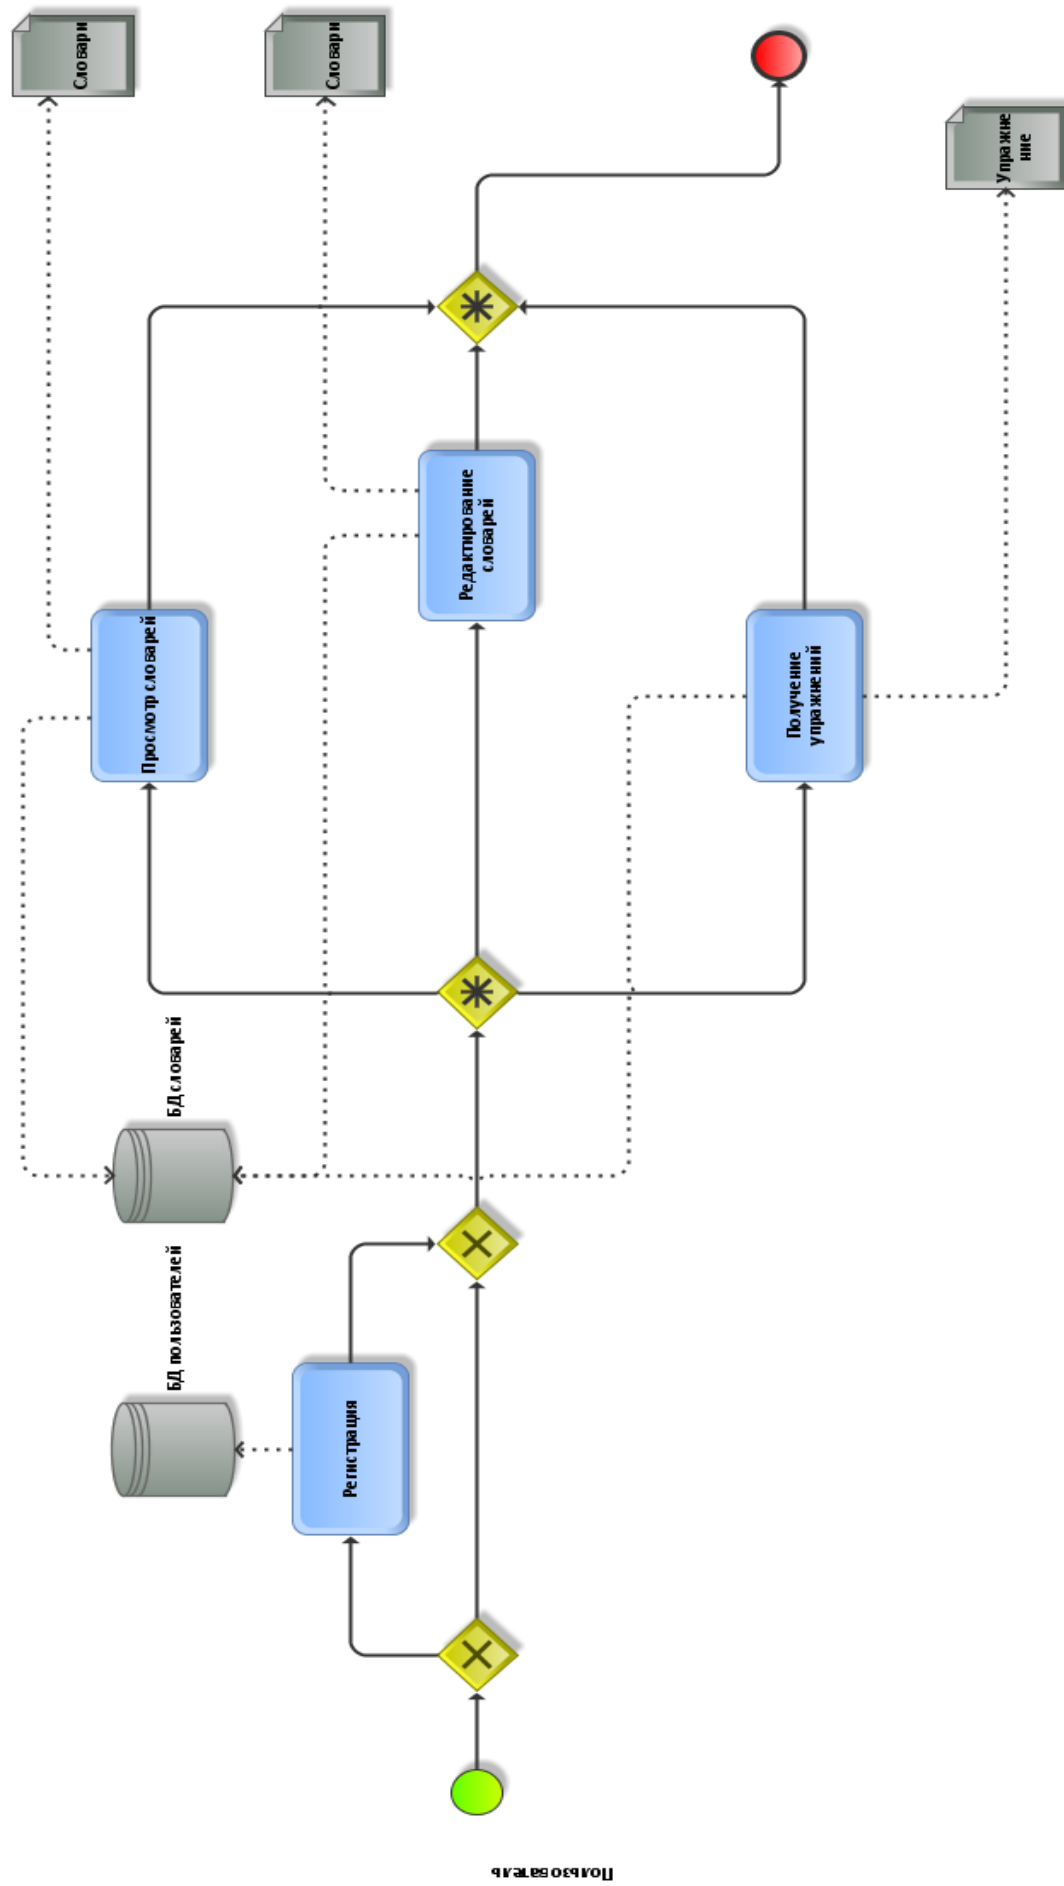 Пользователь
Регистрация
БД пользователей
БД словарей
Просмотр словарей
Редактирование
словарей
Получение
упражнений
Словари
Словари
Упражне
ние